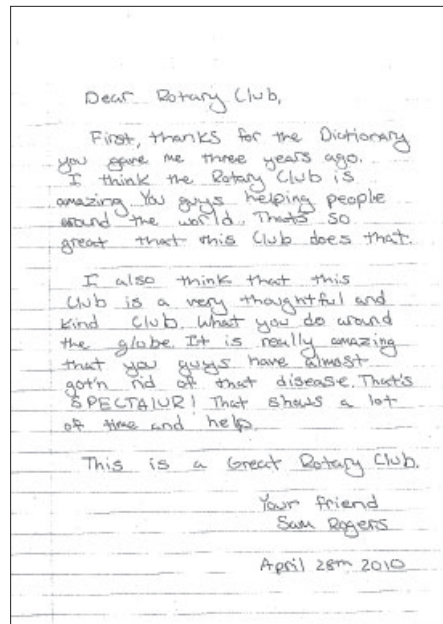 Dear Rotary Club,
First, thanks for the Dictionary
you gave me three years ago.
I think the Rotary Club is
amazing You guys helping people
around the world. Thats so
great that this Club does that.
I also think that this
Club is a very thoughtful and
Kind Club. What you do around
the globe. It is really amazing
that you guys have almost
got'n rid of that disease. That's
SPECTALUR! That shows a lot
of time and help.
This is a Great Rotary Club.
Your friend
Sam Rogers
April 28th 2010